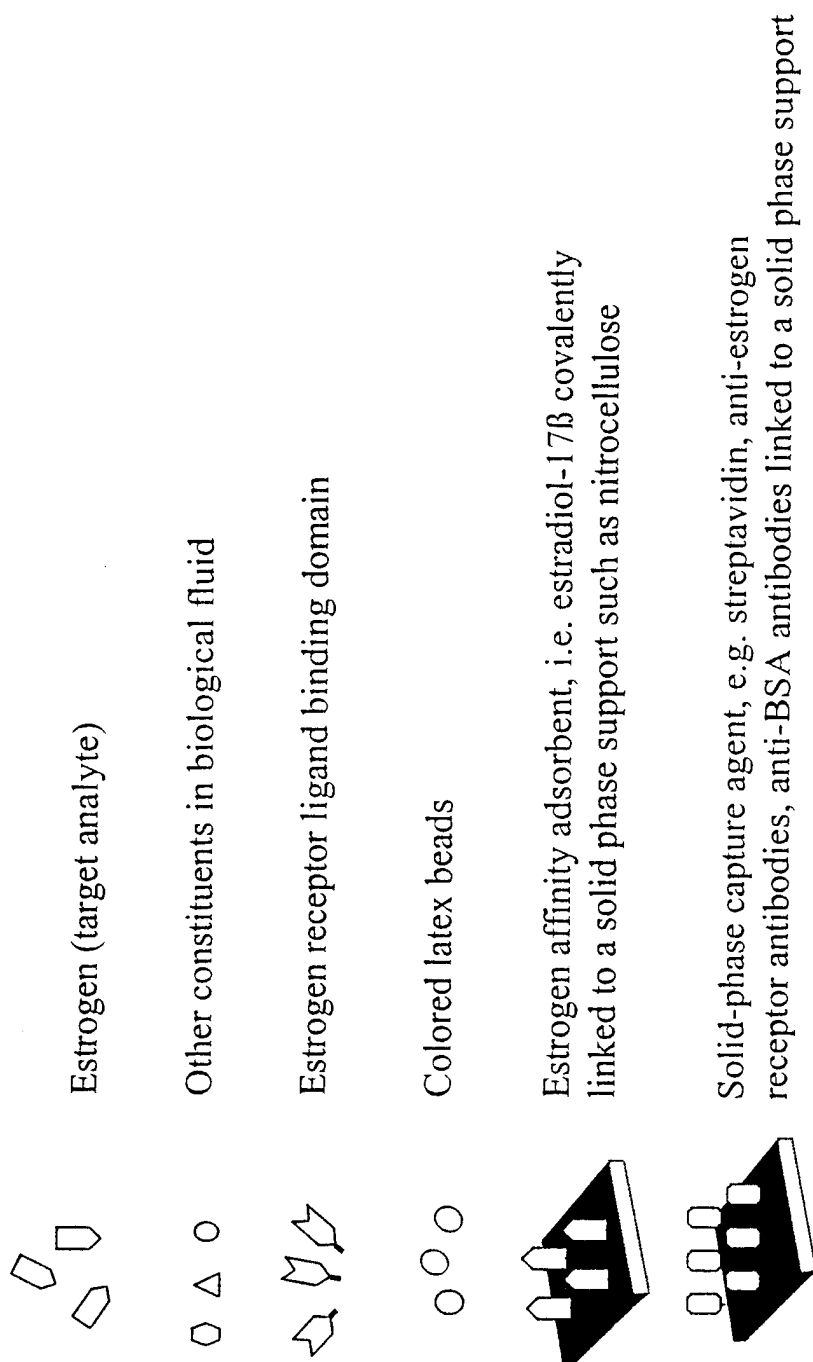 Estrogen (target analyte)
Other constituents in biological fluid
Estrogen receptor ligand binding domain
Colored latex beads
Estrogen affinity adsorbent, i.e. estradiol-17ß covalently
linked to a solid phase support such as nitrocellulose
Solid-phase capture agent, e.g. streptavidin, anti-estrogen
receptor antibodies, anti-BSA antibodies linked to a solid phase support